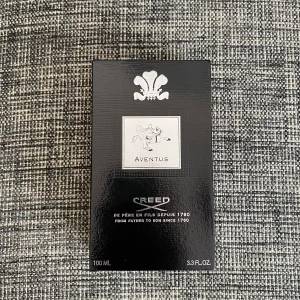 AVENTUS
CREED
DE PÈRE EN FILS DEPUIS 1760
FROM FATHER TO SON SINCE 1760
100 ML 3.3 FL.OZ.